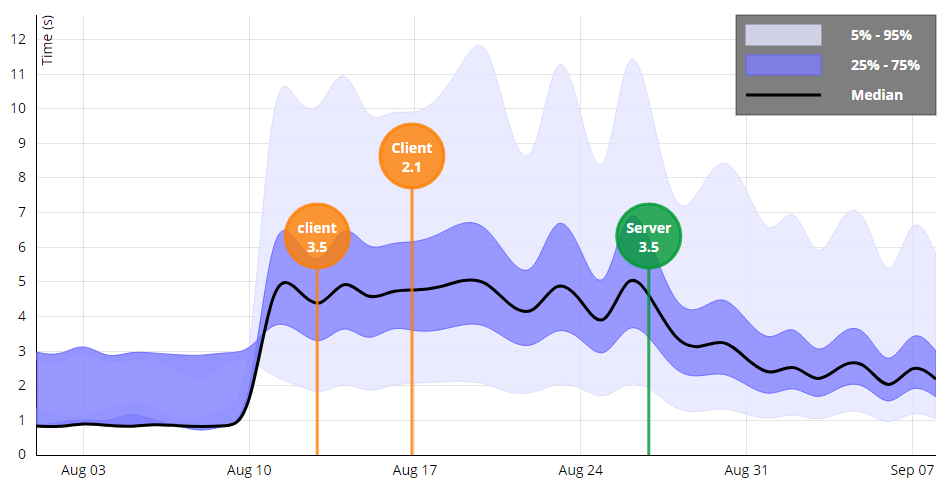 Time (s)
12
11
10
9
8
7
6
5
4
3
2
1
0
5% - 95%
25% - 75%
Median
client
3.5
Client
2.1
Server
3.5
Aug 03
Aug 10
Aug 17
Aug 24
Aug 31
Sep 07